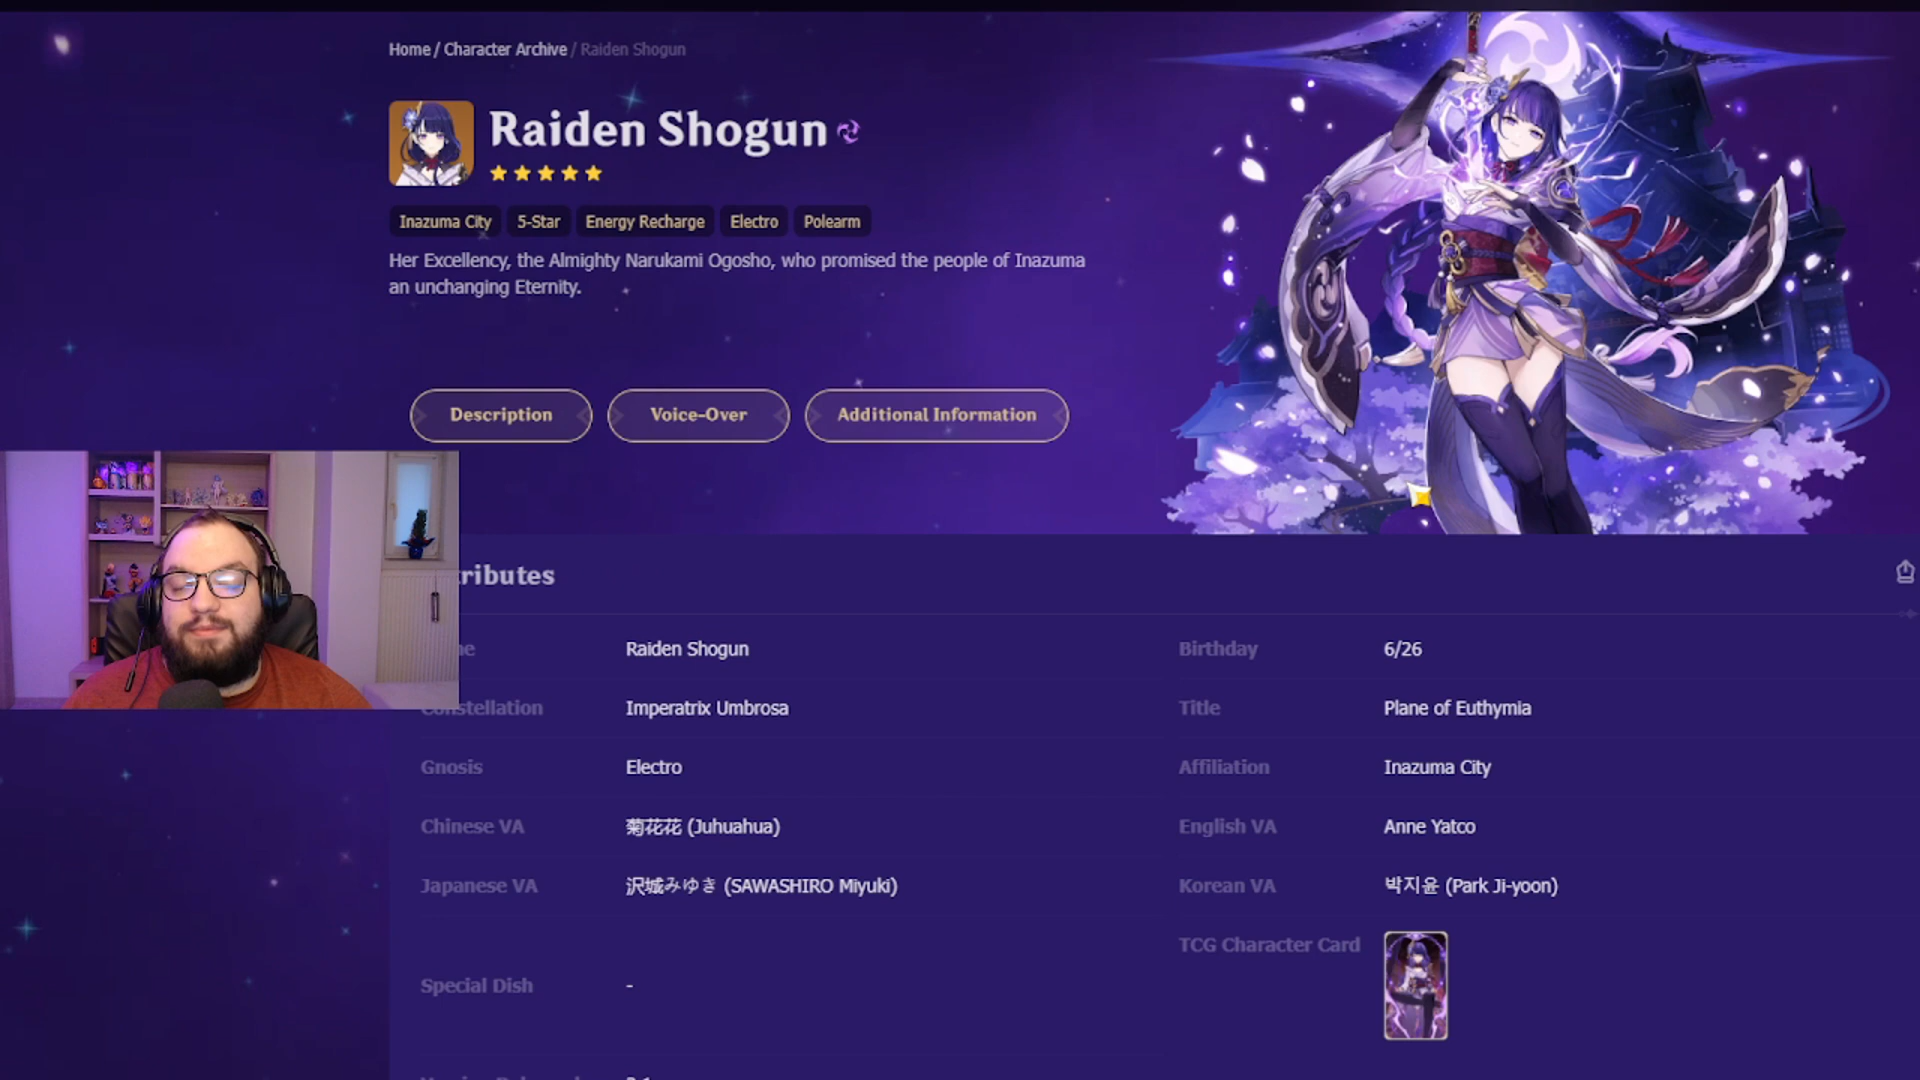 Home / Character Archive / Raiden Shogun
Raiden Shogun
Inazuma City 5-Star Energy Recharge Electro Polearm
Her Excellency, the Almighty Narukami Ogosho, who promised the people of Inazuma
an unchanging Eternity.
Description Voice-Over Additional Information
tributes
Raiden Shogun Birthday 6/26
Constellation Imperatrix Umbrosa Title Plane of Euthymia
Gnosis Electro Affiliation Inazuma City
Chinese VA 菊花花 (Juhuahua) English VA Anne Yatco
Japanese VA 沢城みゆき (SAWASHIRO Miyuki) Korean VA 박지윤 (Park Ji-yoon)
TCG Character Card
Special Dish -